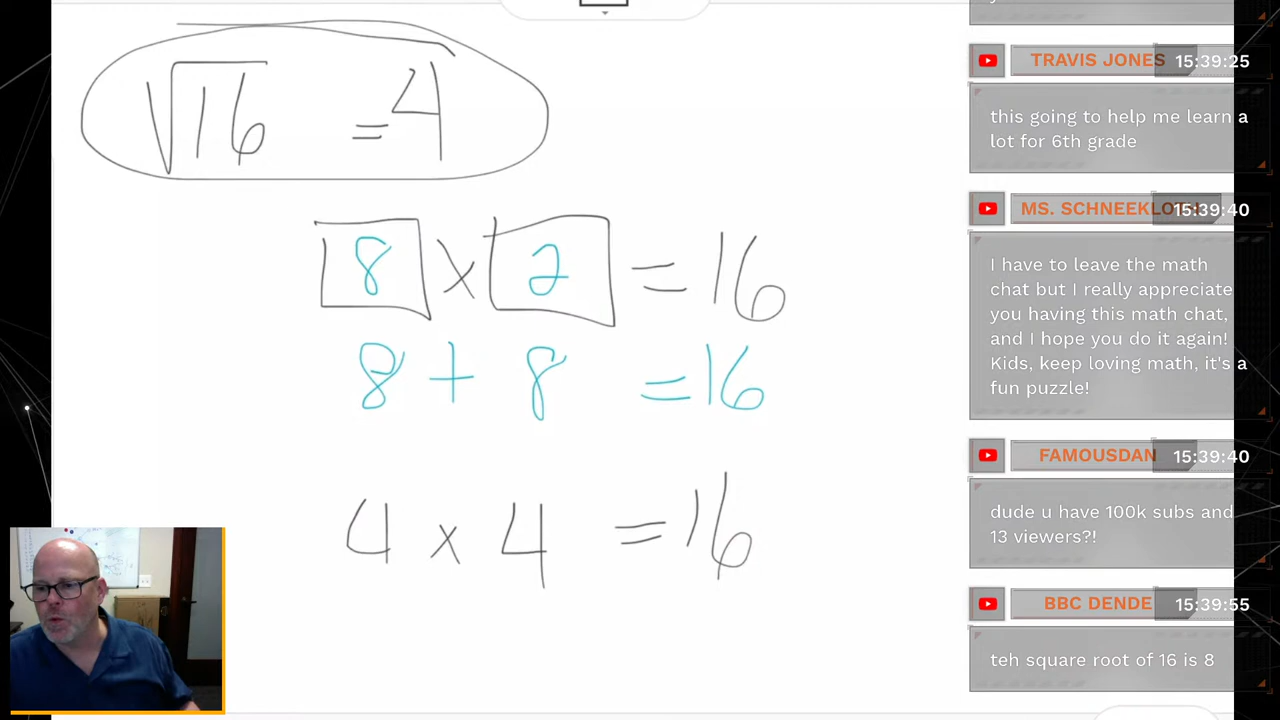 √16 = 4
8 x 2 = 16
8 + 8 = 16
4 x 4 = 16
TRAVIS JONES 15:39:25
this going to help me learn a
lot for 6th grade
MS. SCHNEEKLOTH 15:39:40
I have to leave the math
chat but I really appreciate
you having this math chat,
and I hope you do it again!
Kids, keep loving math, it's a
fun puzzle!
FAMOUSDAN 15:39:40
dude u have 100k subs and
13 viewers?!
BBC DENDE 15:39:55
teh square root of 16 is 8